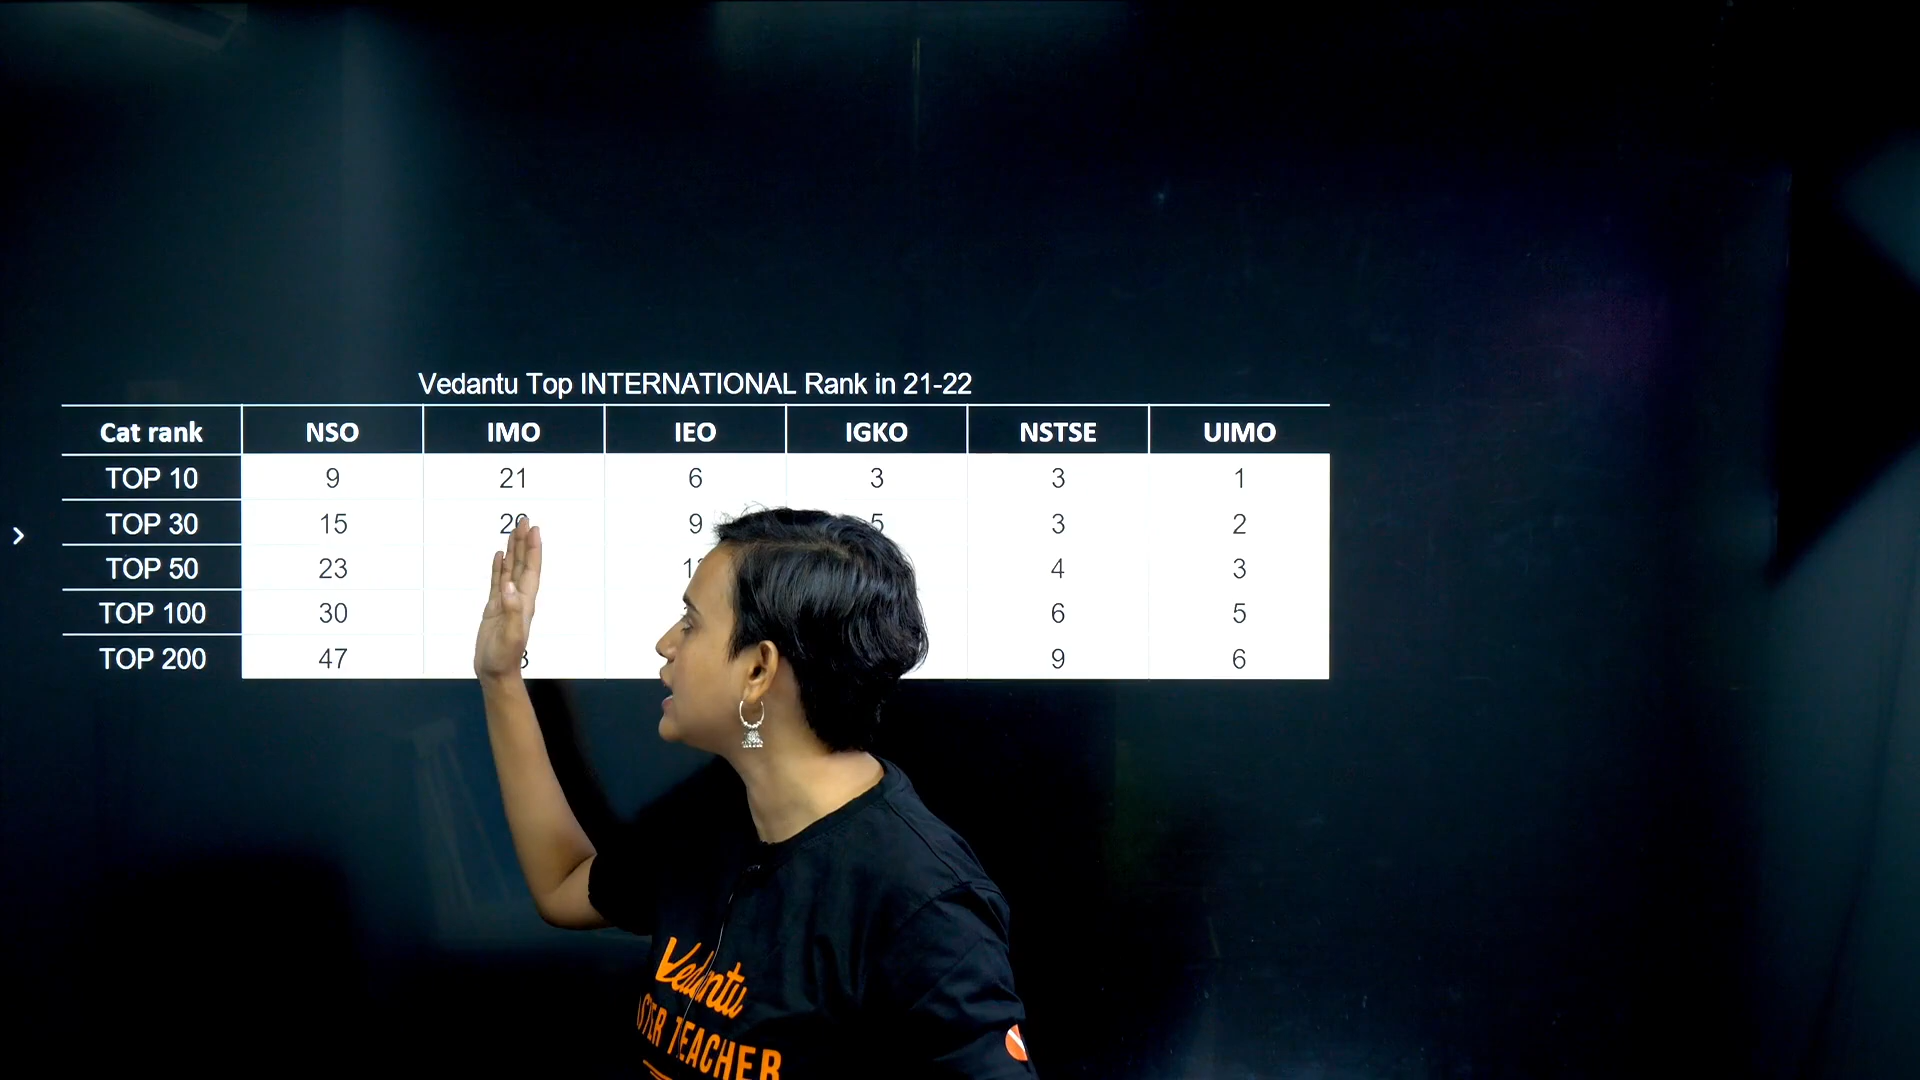 Vedantu Top INTERNATIONAL Rank in 21-22
Cat rank NSO IMO IEO IGKO NSTSE UIMO
TOP 10 9 21 6 3 3 1
TOP 30 15 9 5 3 2
TOP 50 23 4 3
TOP 100 30 6 5
TOP 200 47 9 6
Vedantu
TEACHER